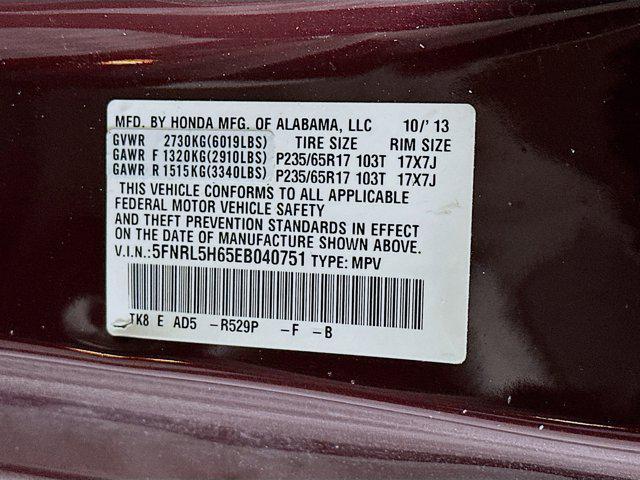 MFD. BY HONDA MFG. OF ALABAMA, LLC 10/'13
GVWR 2730KG(6019LBS) TIRE SIZE RIM SIZE
GAWR F 1320KG(2910LBS) P235/65R17 103T 17X7J
GAWR R 1515KG(3340LBS) P235/65R17 103T 17X7J
THIS VEHICLE CONFORMS TO ALL APPLICABLE
FEDERAL MOTOR VEHICLE SAFETY
AND THEFT PREVENTION STANDARDS IN EFFECT
ON THE DATE OF MANUFACTURE SHOWN ABOVE.
V.I.N.:5FNRL5H65EB040751 TYPE: MPV
TK8 E AD5 -R529P -F -B